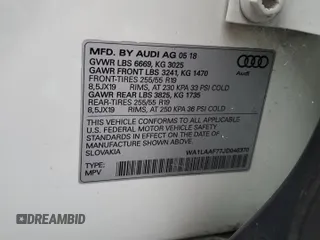 MFD. BY AUDI AG 05 18
GVWR LBS 6669, KG 3025
GAWR FRONT LBS 3241, KG 1470
FRONT-TIRES 255/55 R19
8,5JX19 RIMS, AT 230 KPA 33 PSI COLD
GAWR REAR LBS 3825, KG 1735
REAR-TIRES 255/55 R19
8,5JX19 RIMS, AT 250 KPA 36 PSI COLD
Audi
THIS VEHICLE CONFORMS TO ALL APPLICABLE
U.S. FEDERAL MOTOR VEHICLE SAFETY
STANDARDS IN EFFECT ON THE DATE OF
MANUFACTURE SHOWN ABOVE.
SLOVAKIA
TYPE:
MPV
DREAMBID